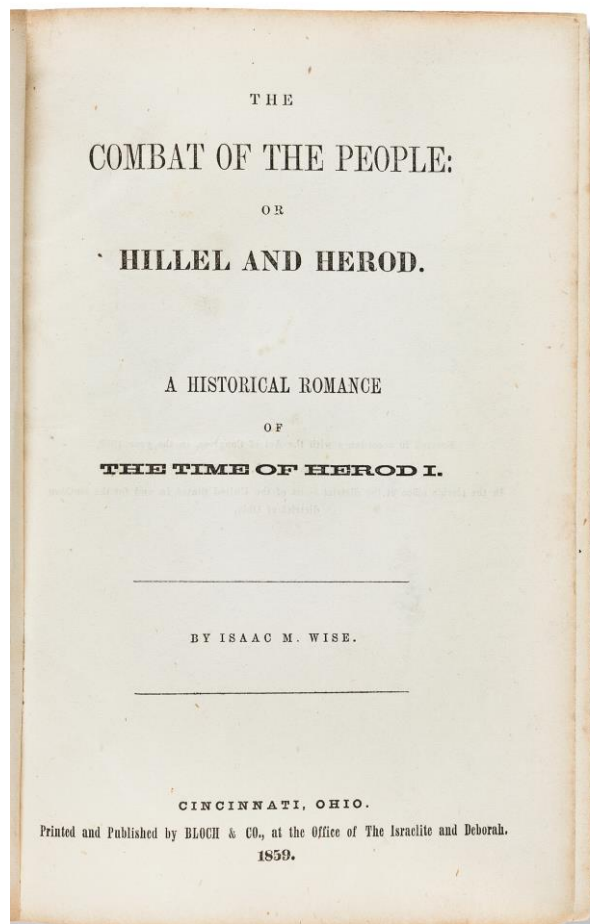 THE
COMBAT OF THE PEOPLE:
OR
HILLEL AND HEROD.
A HISTORICAL ROMANCE
OF
THE TIME OF HEROD I.
BY ISAAC M. WISE.
CINCINNATI, OHIO.
Printed and Published by BLOCH & CO., at the Office of The Israelite and Deborah.
1859.